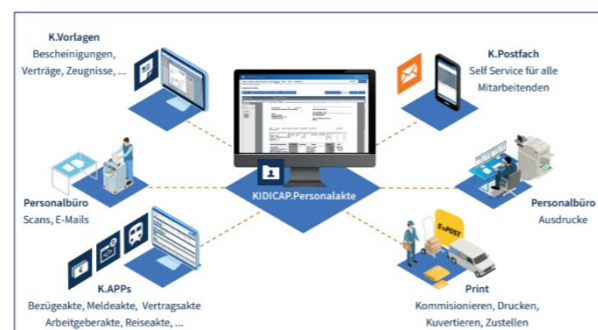 K.Vorlagen
Bescheinigungen,
Verträge, Zeugnisse, ...
K.Postfach
Self Service für alle
Mitarbeitenden
KIDICAP.Personalakte
Personalbüro
Scans, E-Mails
Personalbüro
Ausdrucke
K.APPs
Bezügeakte, Meldeakte, Vertragsakte
Arbeitgeberakte, Reiseakte, ...
E-POST
Print
Kommisionieren, Drucken,
Kuvertieren, Zustellen